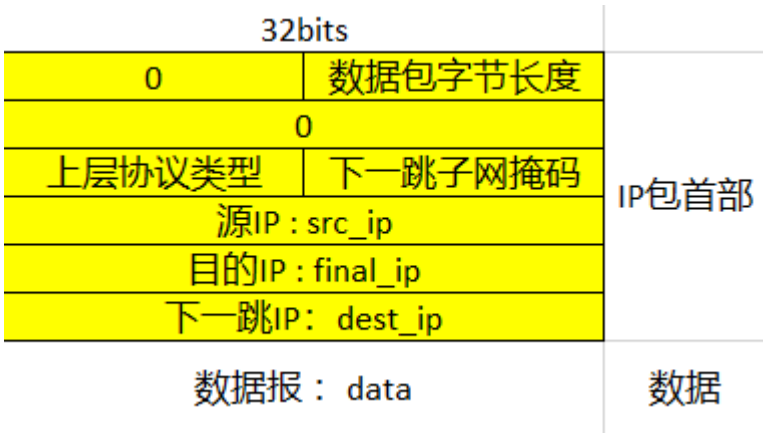 32bits
0 数据包字节长度
0
上层协议类型 下一跳子网掩码
IP包首部
源IP : src_ip
目的IP : final_ip
下一跳IP： dest_ip
数据报 ： data 数据